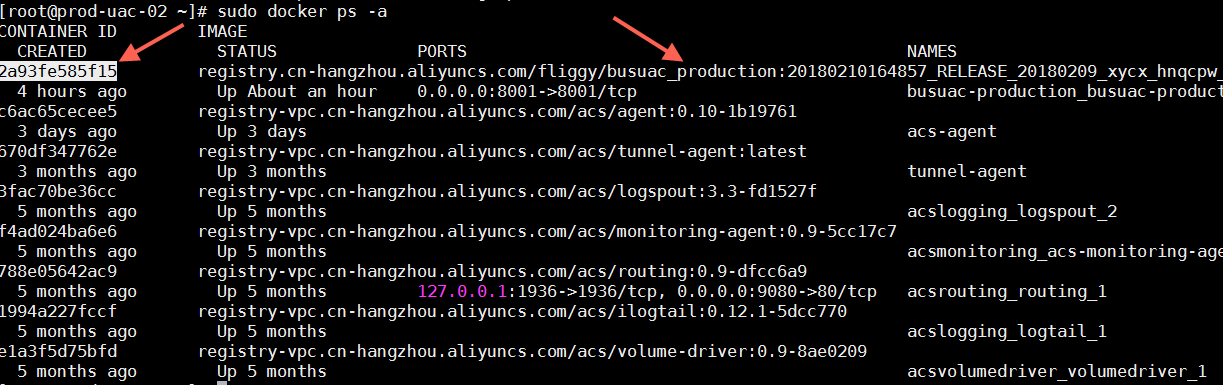 [root@prod-uac-02 ~]# sudo docker ps -a
CONTAINER ID IMAGE
CREATED STATUS PORTS NAMES
2a93fe585f15 registry.cn-hangzhou.aliyuncs.com/fliggy/busuac_production:20180210164857_RELEASE_20180209_xycx_hnqcpw_
4 hours ago Up About an hour 0.0.0.0:8001->8001/tcp busuac-production_busuac-product
c6ac65cecee5 registry-vpc.cn-hangzhou.aliyuncs.com/acs/agent:0.10-1b19761
3 days ago Up 3 days acs-agent
670df347762e registry-vpc.cn-hangzhou.aliyuncs.com/acs/tunnel-agent:latest
3 months ago Up 3 months tunnel-agent
3fac70be36cc registry-vpc.cn-hangzhou.aliyuncs.com/acs/logspout:3.3-fd1527f
5 months ago Up 5 months acslogging_logspout_2
f4ad024ba6e6 registry-vpc.cn-hangzhou.aliyuncs.com/acs/monitoring-agent:0.9-5cc17c7
5 months ago Up 5 months acsmonitoring_acs-monitoring-age
788e05642ac9 registry-vpc.cn-hangzhou.aliyuncs.com/acs/routing:0.9-dfcc6a9
5 months ago Up 5 months 127.0.0.1:1936->1936/tcp, 0.0.0.0:9080->80/tcp acsrouting_routing_1
1994a227fccf registry-vpc.cn-hangzhou.aliyuncs.com/acs/ilogtail:0.12.1-5dcc770
5 months ago Up 5 months acslogging_logtail_1
e1a3f5d75bfd registry-vpc.cn-hangzhou.aliyuncs.com/acs/volume-driver:0.9-8ae0209
5 months ago Up 5 months acsvolumedriver_volumedriver_1